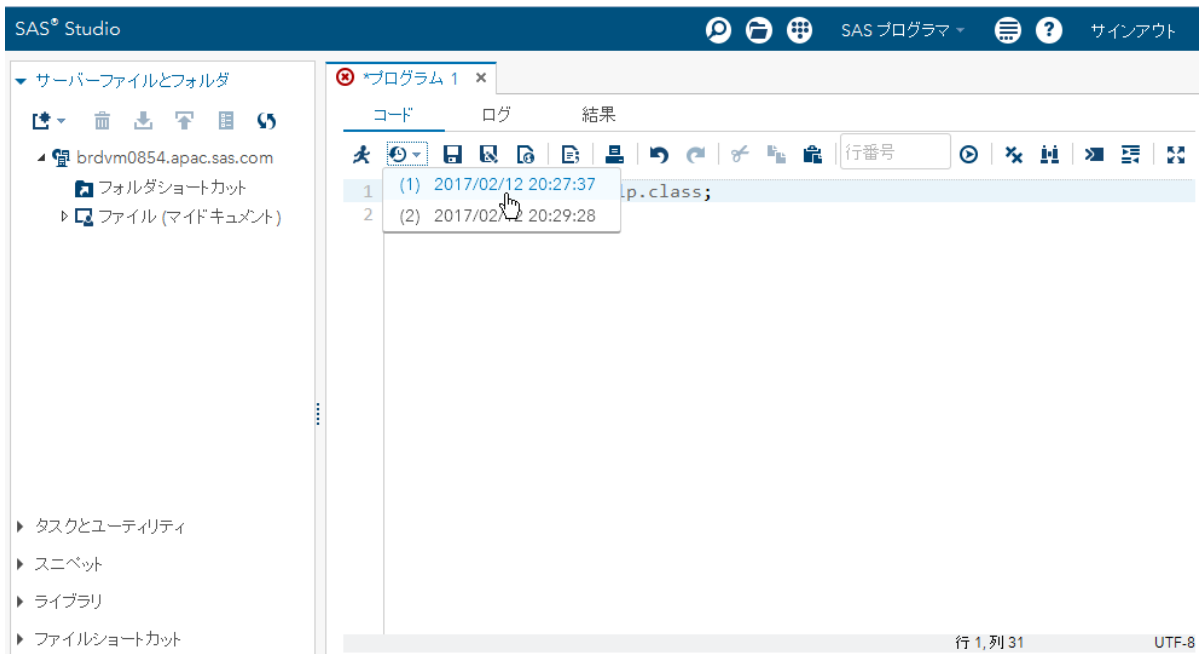 SAS® Studio
SAS プログラマ
サインアウト
サーバーファイルとフォルダ
brdvm0854.apac.sas.com
フォルダショートカット
ファイル (マイドキュメント)
タスクとユーティリティ
スニペット
ライブラリ
ファイルショートカット
*プログラム 1
コード ログ 結果
行番号
1 lp.class;
2
(1) 2017/02/12 20:27:37
(2) 2017/02/12 20:29:28
行 1, 列 31 UTF-8